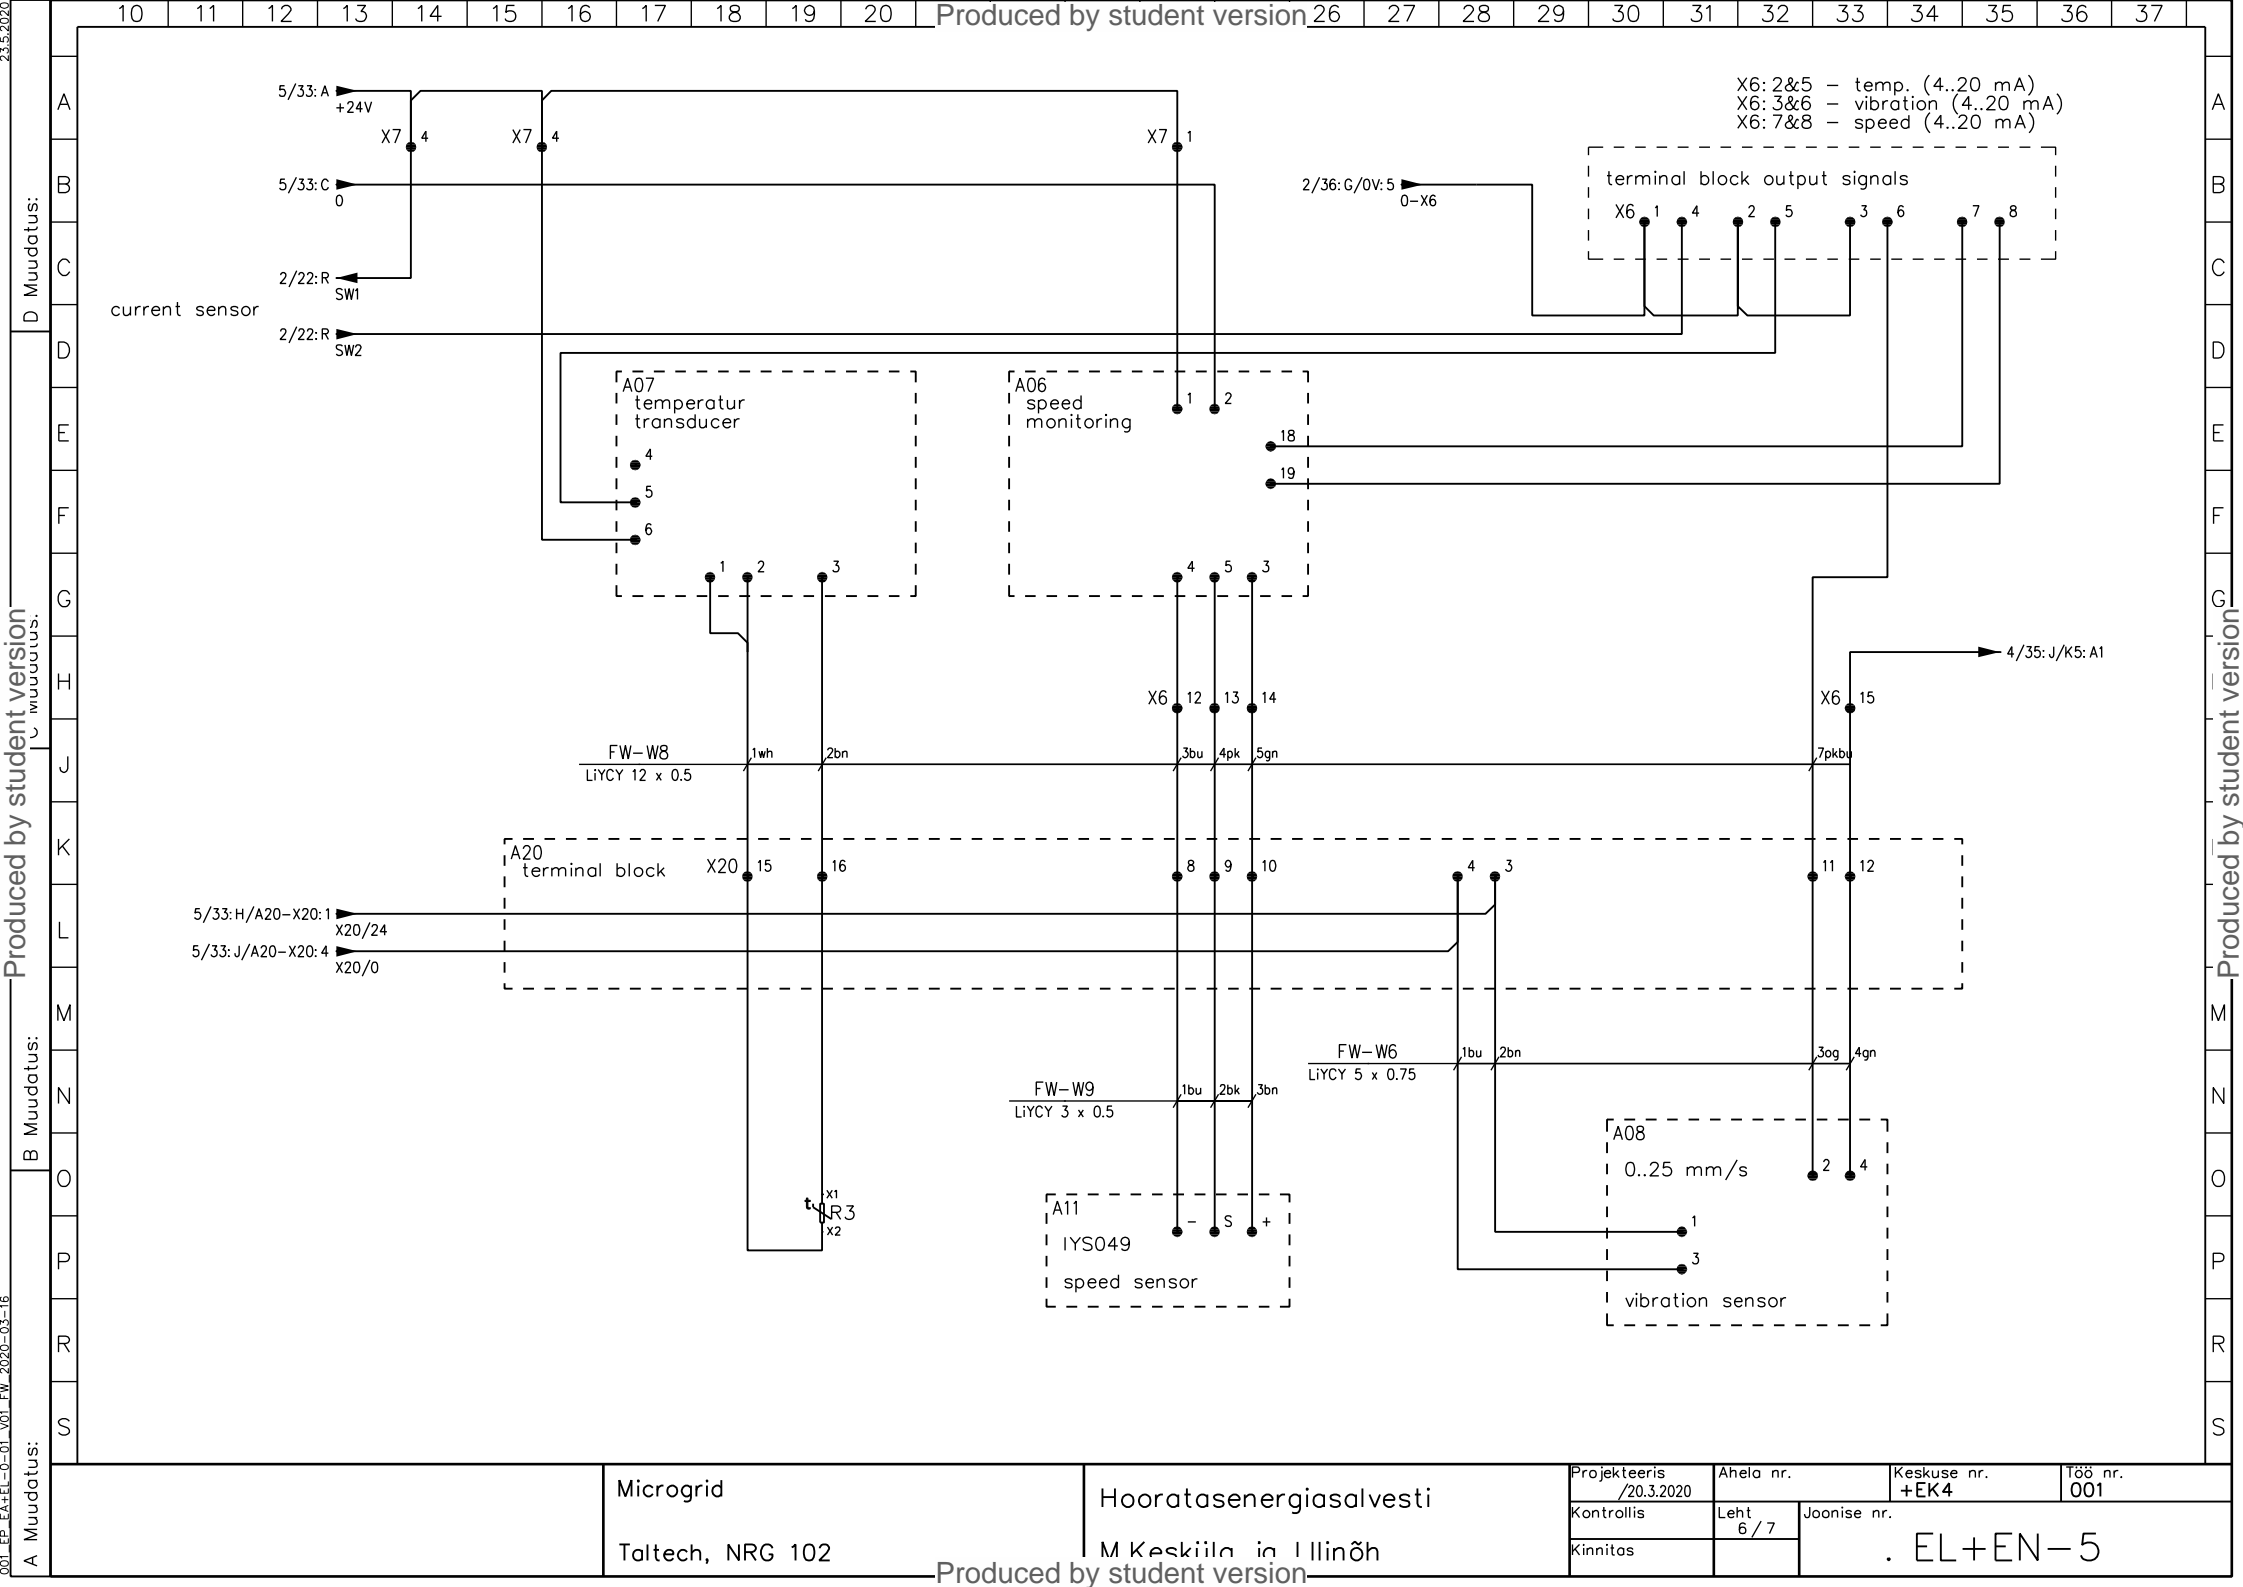 10 11 12 13 14 15 16 17 18 19 20 26 27 28 29 30 31 32 33 34 35 36 37
Produced by student version
23.5.2020
A A
B B
C C
D D
E E
F F
G G
H
J
K
L
M M
N N
O O
P P
R R
S S
D Muudatus:
B Muudatus:
A Muudatus:
Produced by student version
Produced by student version
001_EP_EA+EL-0-01_V01_FW_2020-03-16
5/33:A
+24V
X7 4
X7 4
X7 1
X6:2&5 – temp. (4..20 mA)
X6:3&6 – vibration (4..20 mA)
X6:7&8 – speed (4..20 mA)
5/33:C
0
2/36:G/0V:5
0-X6
terminal block output signals
X6 1 4 2 5 3 6 7 8
2/22:R
SW1
current sensor
2/22:R
SW2
A07
temperatur
transducer
4
5
6
1 2 3
A06
speed
monitoring
1 2
18
19
4 5 3
4/35:J/K5:A1
X6 12 13 14
X6 15
FW-W8
LiYCY 12 x 0.5
1wh 2bn 3bu 4pk 5gn 7pkbu
A20
terminal block
X20 15 16 8 9 10 4 3 11 12
5/33:H/A20-X20:1
X20/24
5/33:J/A20-X20:4
X20/0
FW-W6
LiYCY 5 x 0.75
1bu 2bn 3og 4gn
FW-W9
LiYCY 3 x 0.5
1bu 2bk 3bn
A08
0..25 mm/s
2 4
1
3
vibration sensor
t X1
R3
X2
A11
- S +
IYS049
speed sensor
Microgrid
Taltech, NRG 102
Hooratasenergiasalvesti
M.Kesküla ja
Projekteeris
/20.3.2020
Kontrollis
Kinnitas
Ahela nr.
Leht
6/7
Keskuse nr.
+EK4
Töö nr.
001
Joonise nr.
. EL+EN-5
Produced by student version